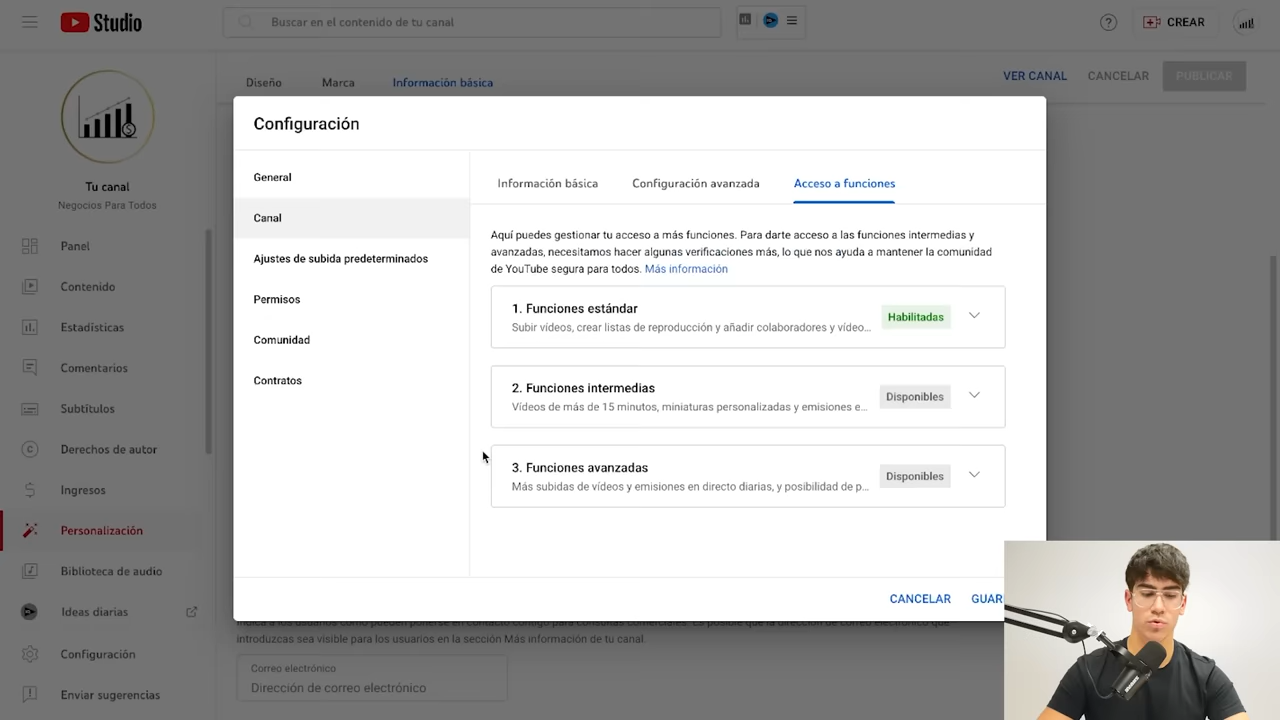 Studio
Buscar en el contenido de tu canal
CREAR
Diseño
Marca
Información básica
VER CANAL
CANCELAR
PUBLICAR
Tu canal
Negocios Para Todos
Panel
Contenido
Estadísticas
Comentarios
Subtítulos
Derechos de autor
Ingresos
Personalización
Biblioteca de audio
Ideas diarias
Configuración
Enviar sugerencias
Configuración
General
Canal
Ajustes de subida predeterminados
Permisos
Comunidad
Contratos
Información básica
Configuración avanzada
Acceso a funciones
Aquí puedes gestionar tu acceso a más funciones. Para darte acceso a las funciones intermedias y
avanzadas, necesitamos hacer algunas verificaciones más, lo que nos ayuda a mantener la comunidad
de YouTube segura para todos. Más información
1. Funciones estándar
Subir vídeos, crear listas de reproducción y añadir colaboradores y vídeo...
Habilitadas
2. Funciones intermedias
Vídeos de más de 15 minutos, miniaturas personalizadas y emisiones e...
Disponibles
3. Funciones avanzadas
Más subidas de vídeos y emisiones en directo diarias, y posibilidad de p...
Disponibles
CANCELAR
GUAR
introduzcas sea visible para los usuarios en la sección Más información de tu canal.
Correo electrónico
Dirección de correo electrónico